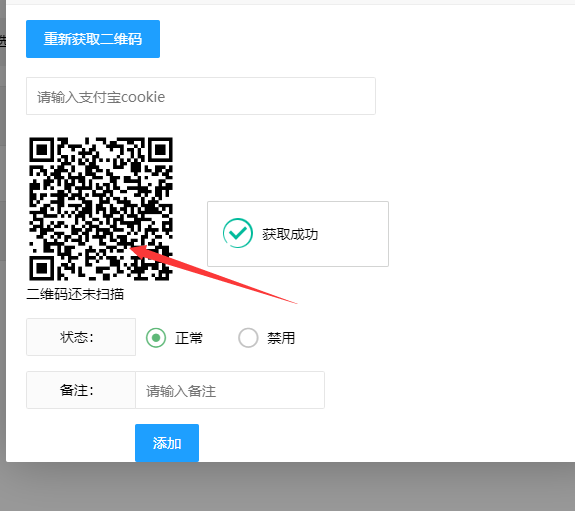 重新获取二维码
请输入支付宝cookie
获取成功
二维码还未扫描
状态： 正常 禁用
备注： 请输入备注
添加